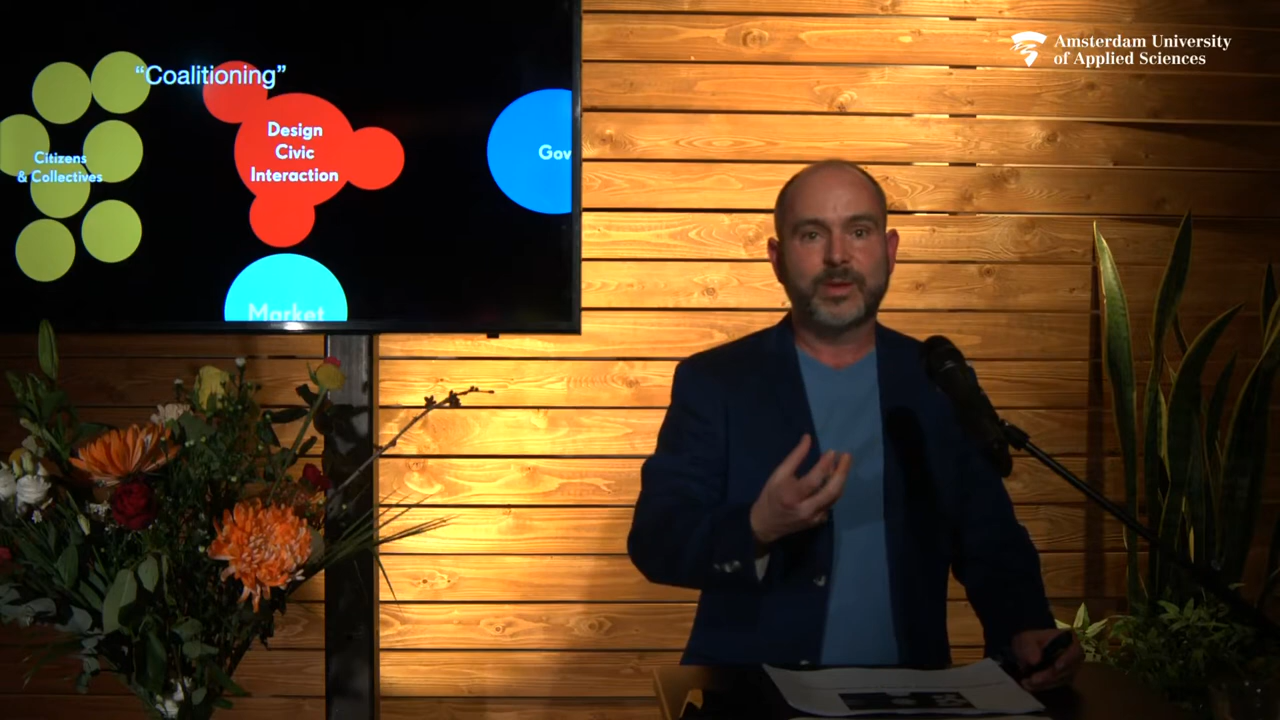 “Coalitioning”
Design
Civic
Interaction
Citizens
& Collectives
Gov
Market
Amsterdam University
of Applied Sciences